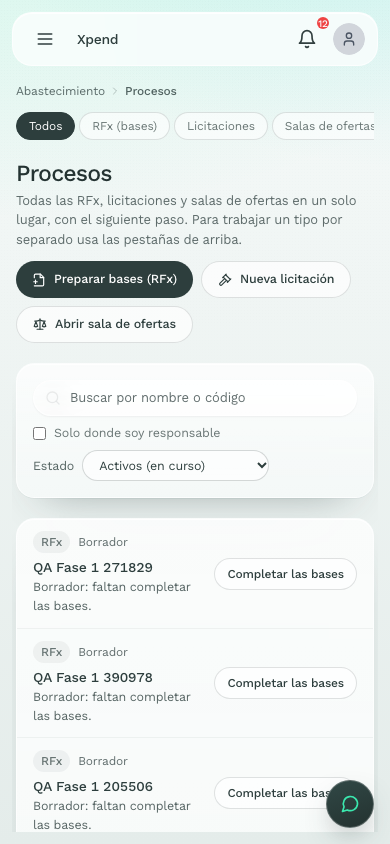 Xpend
12
Abastecimiento > Procesos
Todos
RFx (bases)
Licitaciones
Salas de ofertas
Procesos
Todas las RFx, licitaciones y salas de ofertas en un solo
lugar, con el siguiente paso. Para trabajar un tipo por
separado usa las pestañas de arriba.
Preparar bases (RFx)
Nueva licitación
Abrir sala de ofertas
Buscar por nombre o código
Solo donde soy responsable
Estado
Activos (en curso)
RFx Borrador
QA Fase 1 271829
Borrador: faltan completar
las bases.
Completar las bases
RFx Borrador
QA Fase 1 390978
Borrador: faltan completar
las bases.
Completar las bases
RFx Borrador
QA Fase 1 205506
Borrador: faltan completar
las bases.
Completar las bases